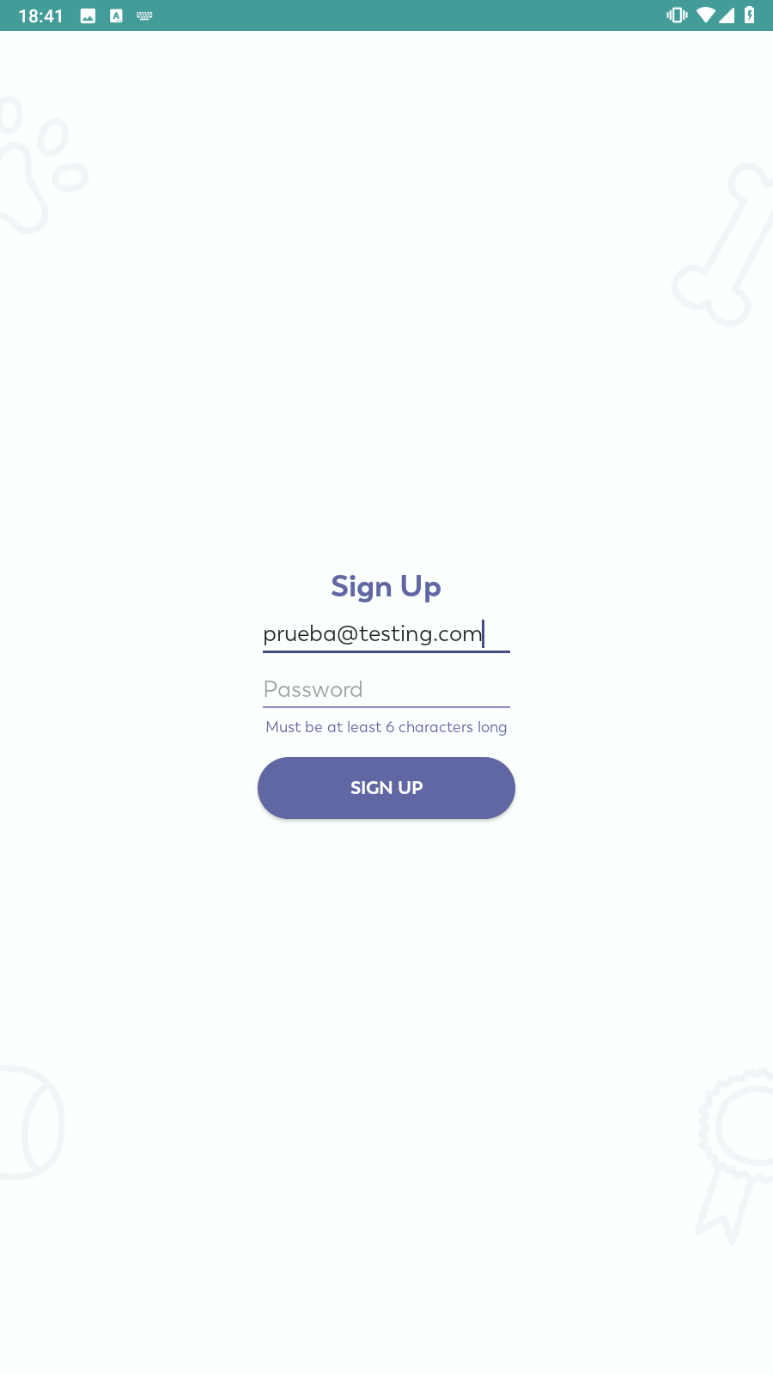 18:41
Sign Up
prueba@testing.com
Password
Must be at least 6 characters long
SIGN UP